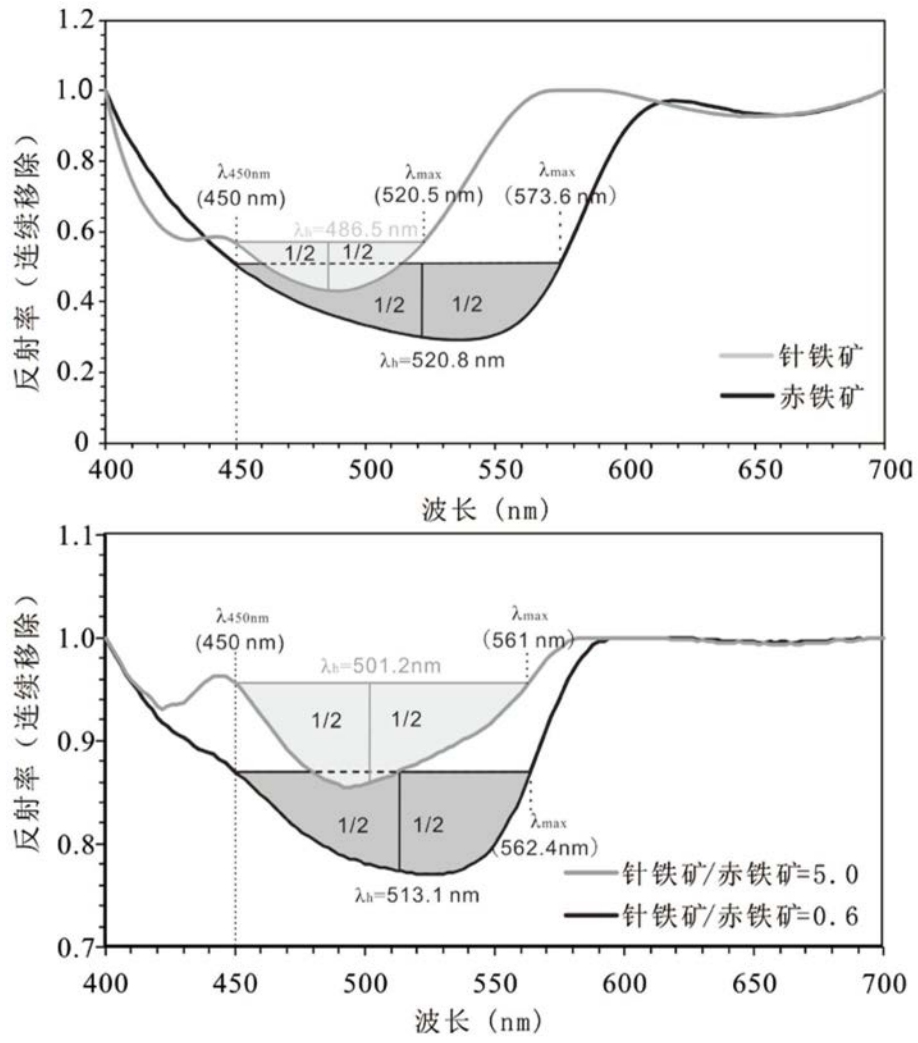 1.2
1.0
0.8
0.6
0.4
0.2
0
反射率（连续移除）
λ450nm
(450 nm)
λmax
(520.5 nm)
λmax
(573.6 nm)
λh=486.5 nm
1/2 1/2
1/2 1/2
λh=520.8 nm
针铁矿
赤铁矿
400 450 500 550 600 650 700
波长 (nm)
1.1
1.0
0.9
0.8
0.7
反射率（连续移除）
λ450nm
(450 nm)
λmax
(561 nm)
λh=501.2nm
1/2 1/2
1/2 1/2
λmax
(562.4nm)
λh=513.1 nm
针铁矿/赤铁矿=5.0
针铁矿/赤铁矿=0.6
400 450 500 550 600 650 700
波长 (nm)